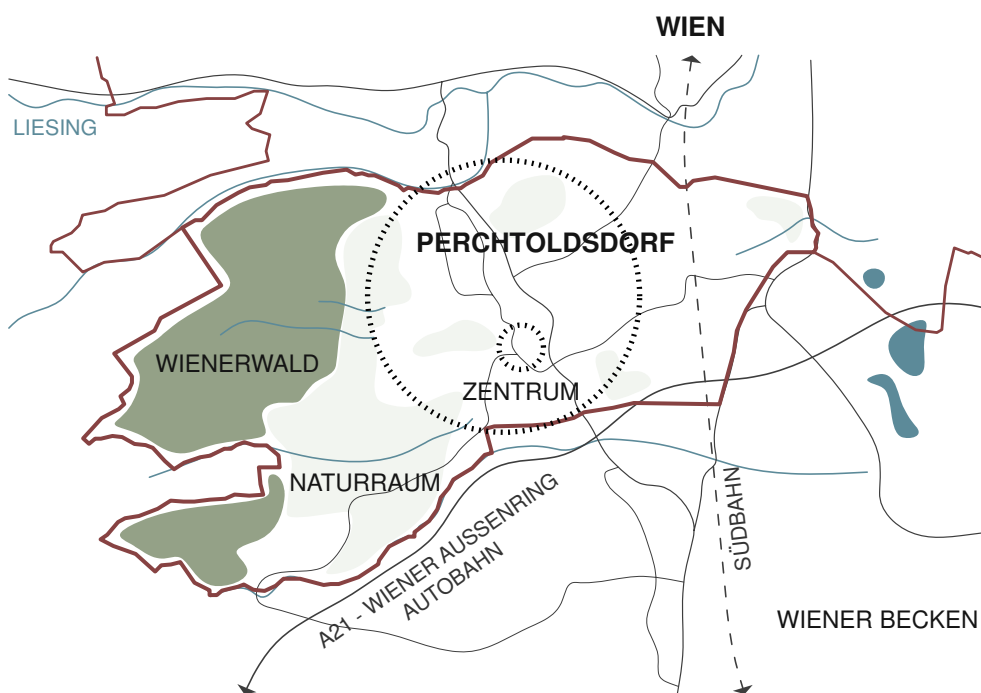 WIEN
LIESING
PERCHTOLDSDORF
WIENERWALD
ZENTRUM
NATURRAUM
A21 - WIENER AUSSENRING
AUTOBAHN
SÜDBAHN
WIENER BECKEN